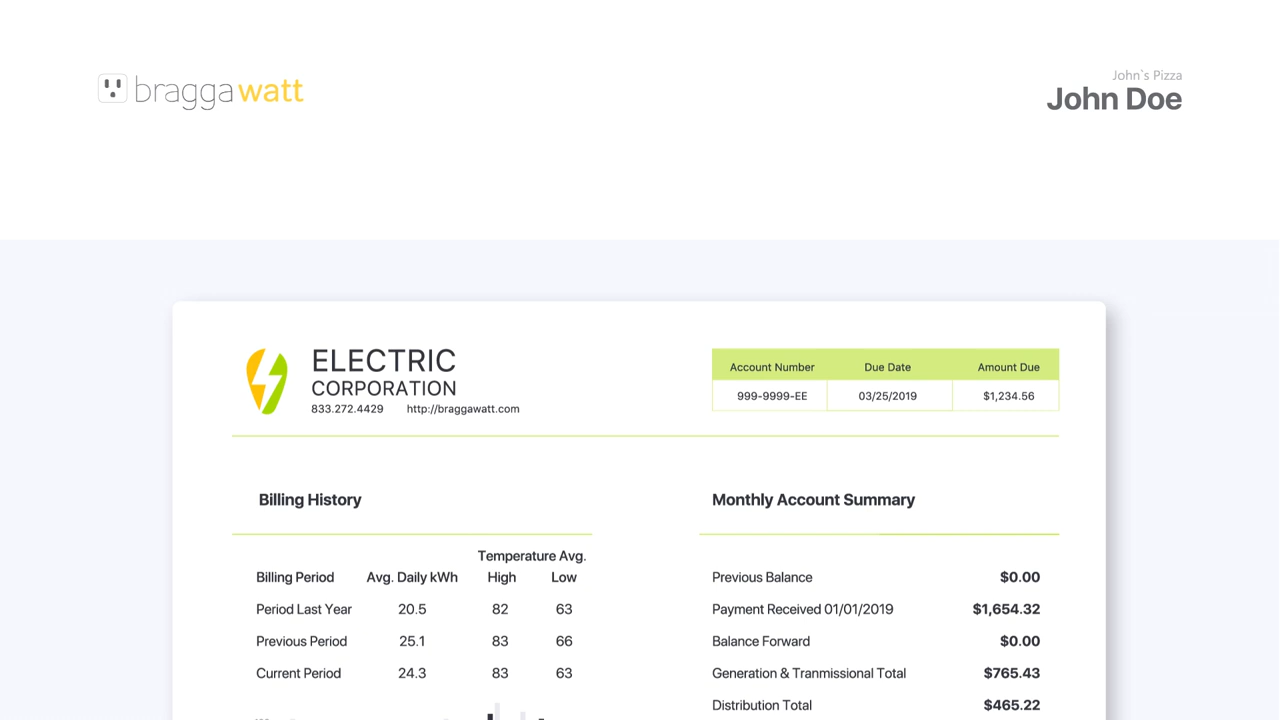 braggawatt
John`s Pizza
John Doe
ELECTRIC
CORPORATION
833.272.4429 http://braggawatt.com
Account Number Due Date Amount Due
999-9999-EE 03/25/2019 $1,234.56
Billing History
Temperature Avg.
Billing Period Avg. Daily kWh High Low
Period Last Year 20.5 82 63
Previous Period 25.1 83 66
Current Period 24.3 83 63
Monthly Account Summary
Previous Balance $0.00
Payment Received 01/01/2019 $1,654.32
Balance Forward $0.00
Generation & Tranmissional Total $765.43
Distribution Total $465.22